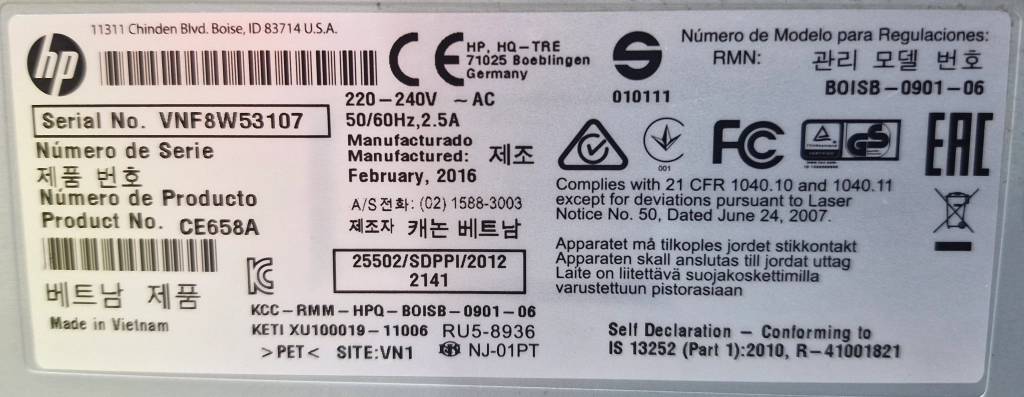 11311 Chinden Blvd. Boise, ID 83714 U.S.A.
hp
Serial No. VNF8W53107
Número de Serie
제품 번호
Número de Producto
Product No. CE658A
베트남 제품
Made in Vietnam
CE
HP, HQ-TRE
71025 Boeblingen
Germany
220-240V ~ AC
50/60Hz, 2.5A
Manufacturado
Manufactured: 제조
February, 2016
A/S전화: (02) 1588-3003
제조자 캐논 베트남
25502/SDPPI/2012
2141
KCC-RMM-HPQ-BOISB-0901-06
KETI XU100019-11006 RU5-8936
>PET< SITE:VN1 NJ-01PT
S
010111
Número de Modelo para Regulaciones:
RMN: 관리 모델 번호
BOISB-0901-06
001
FC
GS
EAC
Complies with 21 CFR 1040.10 and 1040.11
except for deviations pursuant to Laser
Notice No. 50, Dated June 24, 2007.
Apparatet må tilkoples jordet stikkontakt
Apparaten skall anslutas till jordat uttag
Laite on liitettävä suojakoskettimilla
varustettuun pistorasiaan
Self Declaration - Conforming to
IS 13252 (Part 1):2010, R-41001821